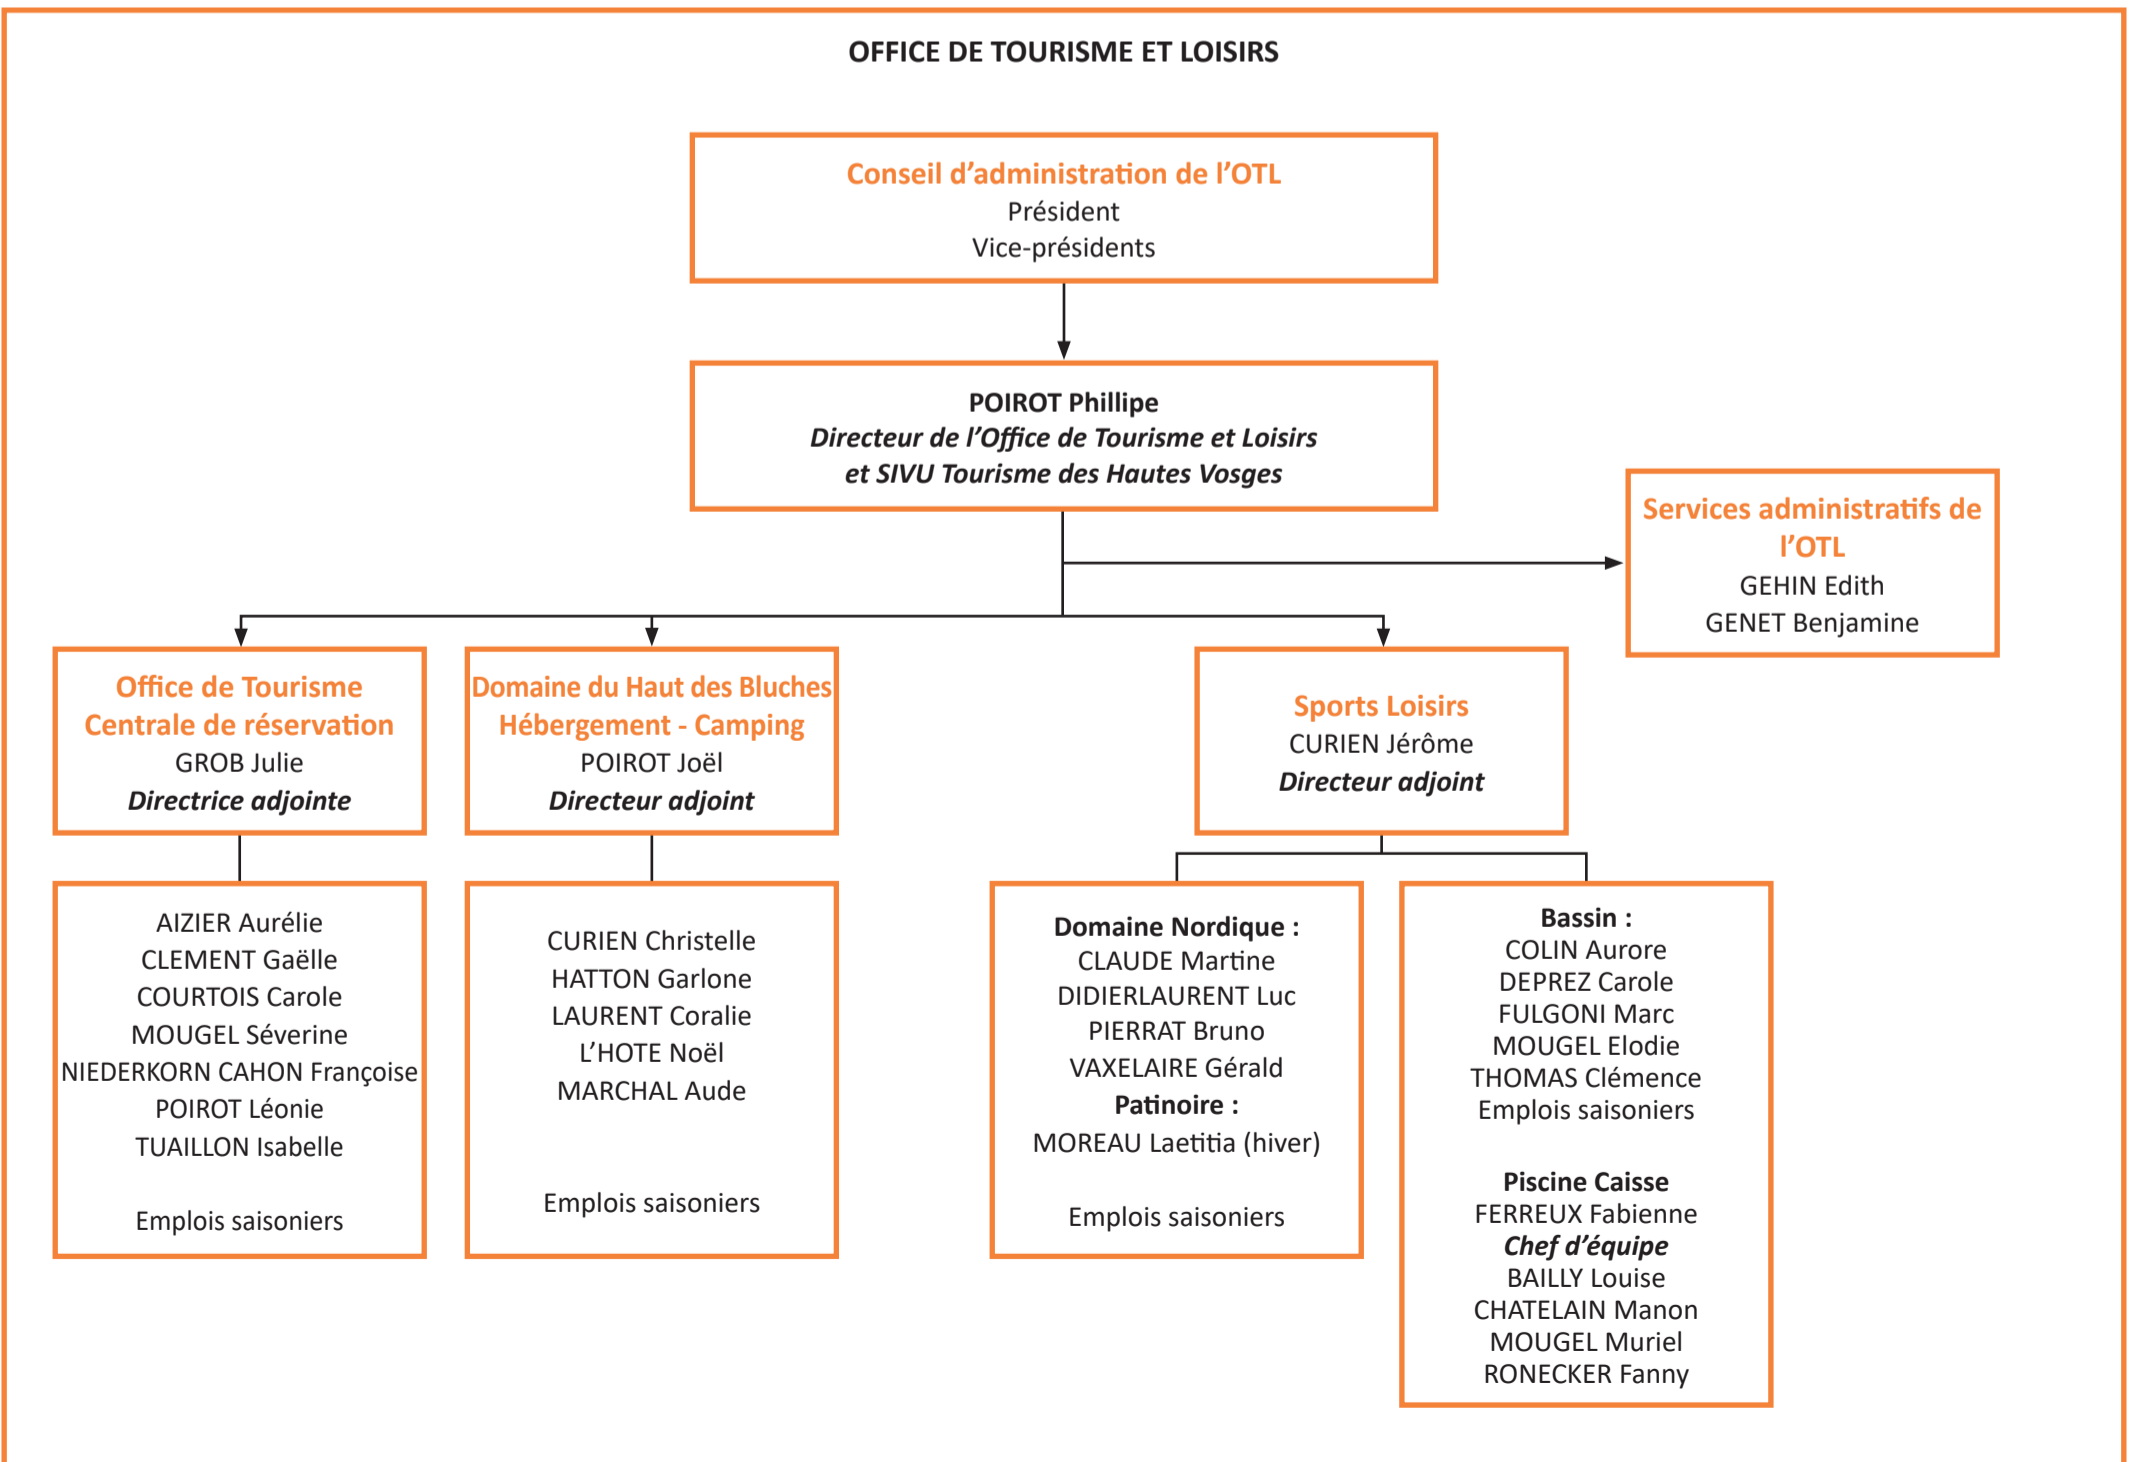 OFFICE DE TOURISME ET LOISIRS
Conseil d’administration de l’OTL
Président
Vice-présidents
POIROT Phillipe
Directeur de l’Office de Tourisme et Loisirs
et SIVU Tourisme des Hautes Vosges
Services administratifs de
l’OTL
GEHIN Edith
GENET Benjamine
Office de Tourisme
Centrale de réservation
GROB Julie
Directrice adjointe
Domaine du Haut des Bluches
Hébergement - Camping
POIROT Joël
Directeur adjoint
Sports Loisirs
CURIEN Jérôme
Directeur adjoint
AIZIER Aurélie
CLEMENT Gaëlle
COURTOIS Carole
MOUGEL Séverine
NIEDERKORN CAHON Françoise
POIROT Léonie
TUAILLON Isabelle
Emplois saisoniers
CURIEN Christelle
HATTON Garlone
LAURENT Coralie
L’HOTE Noël
MARCHAL Aude
Emplois saisoniers
Domaine Nordique :
CLAUDE Martine
DIDIERLAURENT Luc
PIERRAT Bruno
VAXELAIRE Gérald
Patinoire :
MOREAU Laetitia (hiver)
Emplois saisoniers
Bassin :
COLIN Aurore
DEPREZ Carole
FULGONI Marc
MOUGEL Elodie
THOMAS Clémence
Emplois saisoniers
Piscine Caisse
FERREUX Fabienne
Chef d’équipe
BAILLY Louise
CHATELAIN Manon
MOUGEL Muriel
RONECKER Fanny